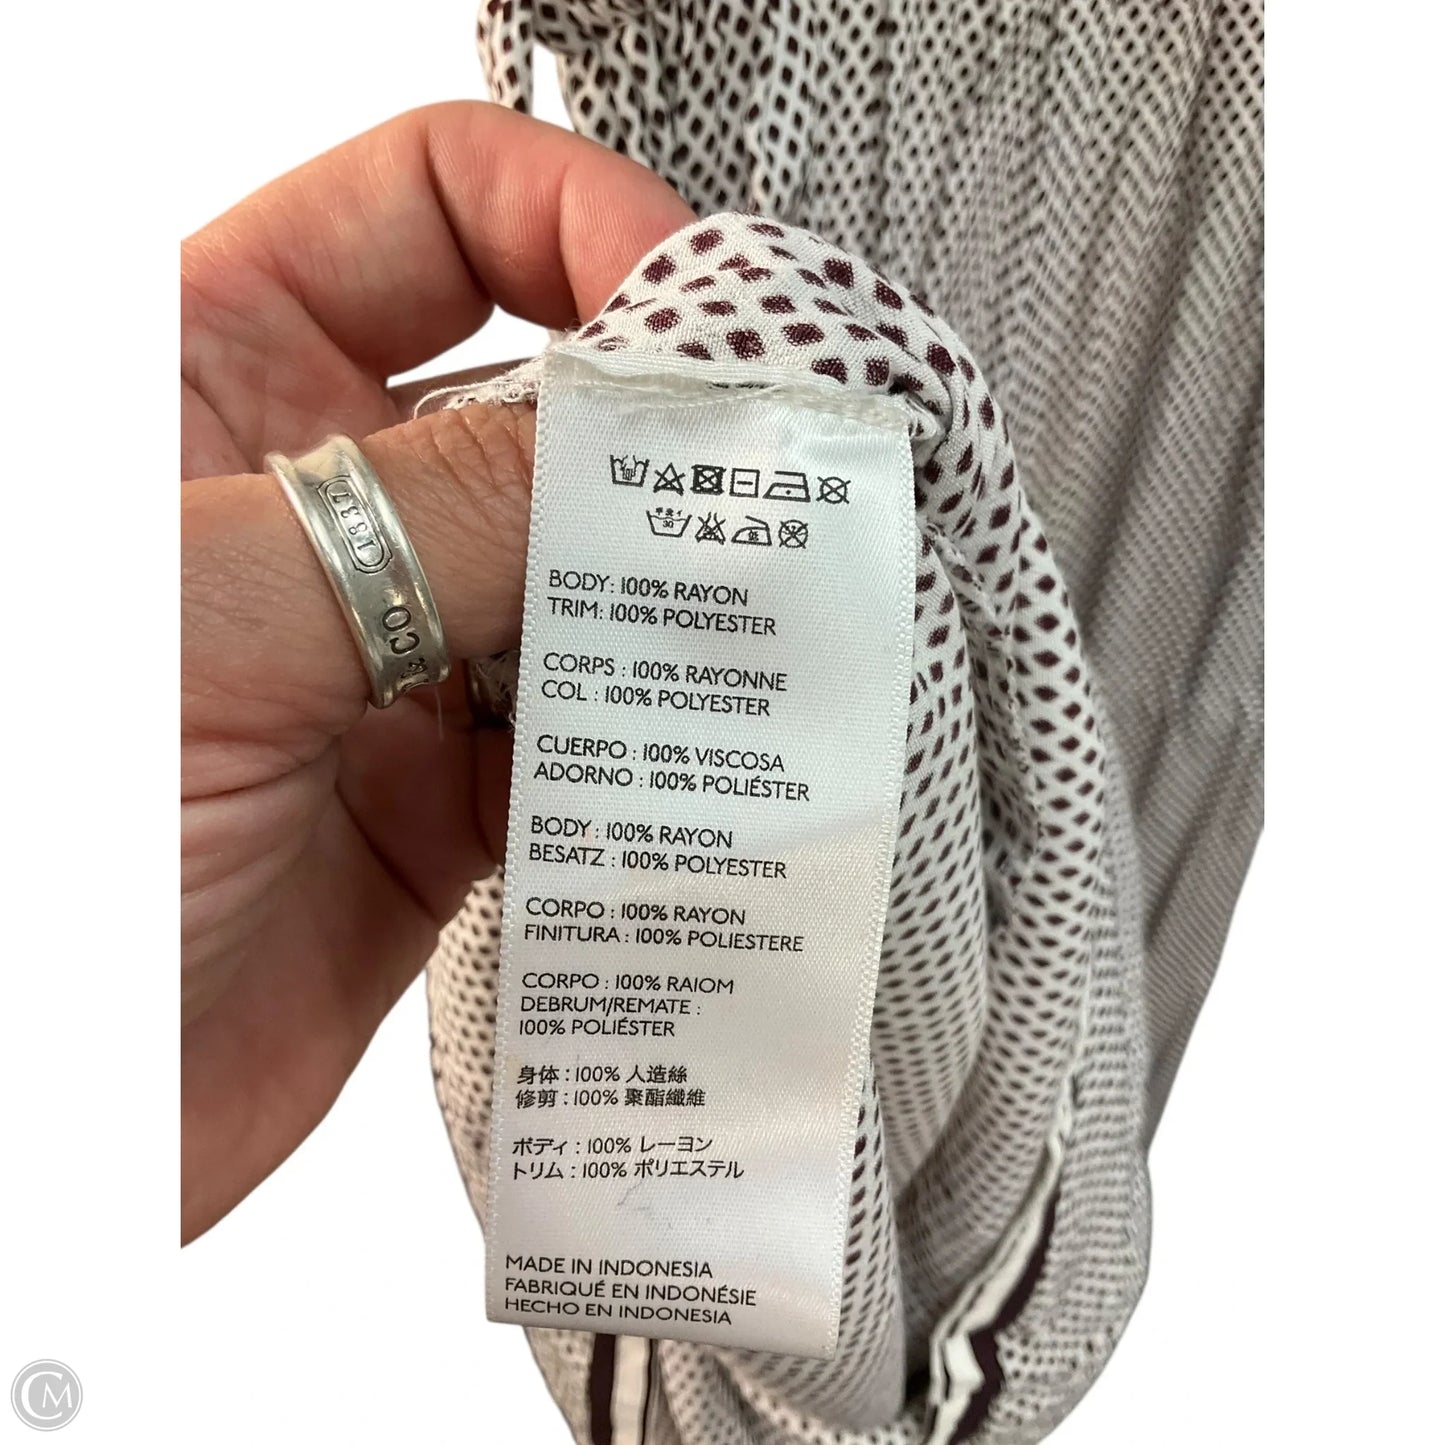 1837
& CO
30
BODY: 100% RAYON
TRIM: 100% POLYESTER
CORPS : 100% RAYONNE
COL : 100% POLYESTER
CUERPO : 100% VISCOSA
ADORNO : 100% POLIÉSTER
BODY : 100% RAYON
BESATZ : 100% POLYESTER
CORPO : 100% RAYON
FINITURA : 100% POLIESTERE
CORPO : 100% RAIOM
DEBRUM/REMATE :
100% POLIÉSTER
身体 : 100% 人造絲
修剪 : 100% 聚酯纖維
ボディ : 100% レーヨン
トリム : 100% ポリエステル
MADE IN INDONESIA
FABRIQUÉ EN INDONÉSIE
HECHO EN INDONESIA
CM